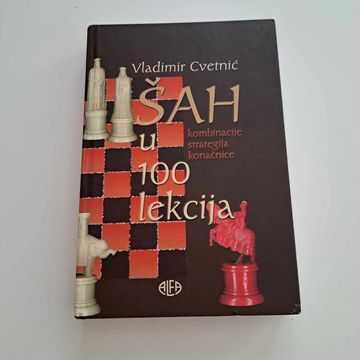 Vladimir Cvetnić
ŠAH
kombinacije
strategija
konačnice
u
100
lekcija
ALFA